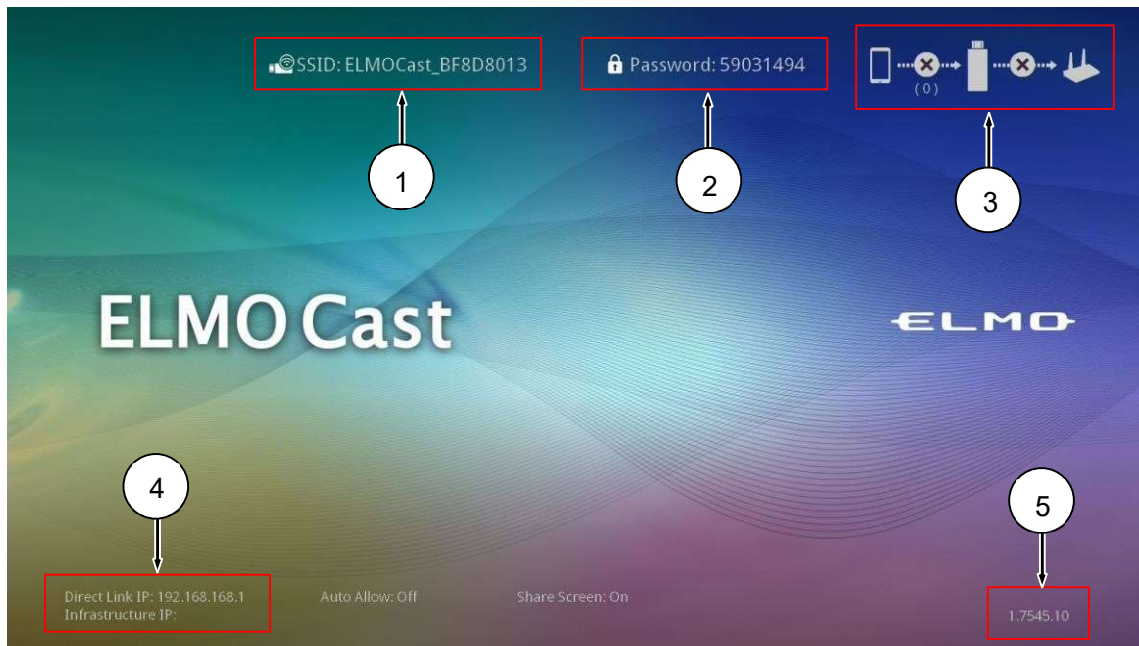 SSID: ELMOCast_BF8D8013
Password: 59031494
(0)
1
2
3
ELMO Cast
ELMO
4
5
Direct Link IP: 192.168.168.1
Infrastructure IP:
Auto Allow: Off
Share Screen: On
1.7545.10